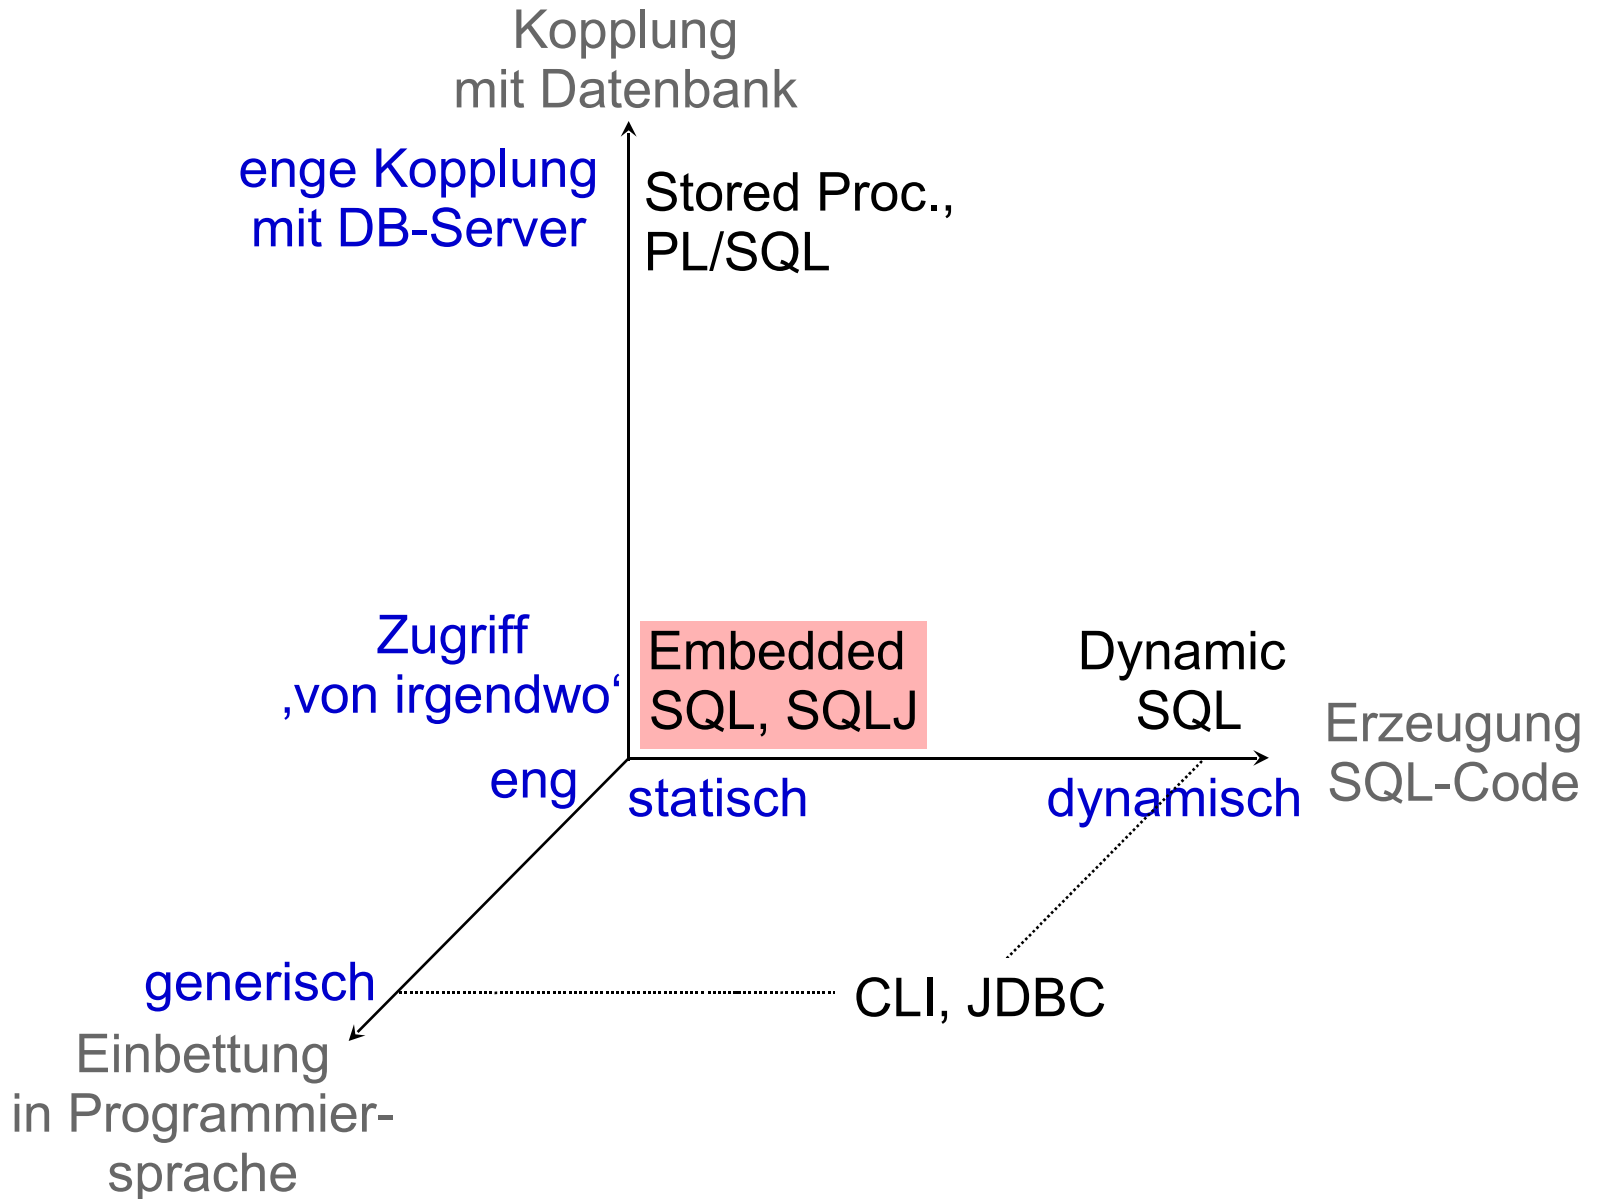 Kopplung
mit Datenbank
enge Kopplung
mit DB-Server
Stored Proc.,
PL/SQL
Zugriff
‚von irgendwo‘
Embedded
SQL, SQLJ
Dynamic
SQL
Erzeugung
SQL-Code
eng
statisch
dynamisch
generisch
CLI, JDBC
Einbettung
in Programmier-
sprache